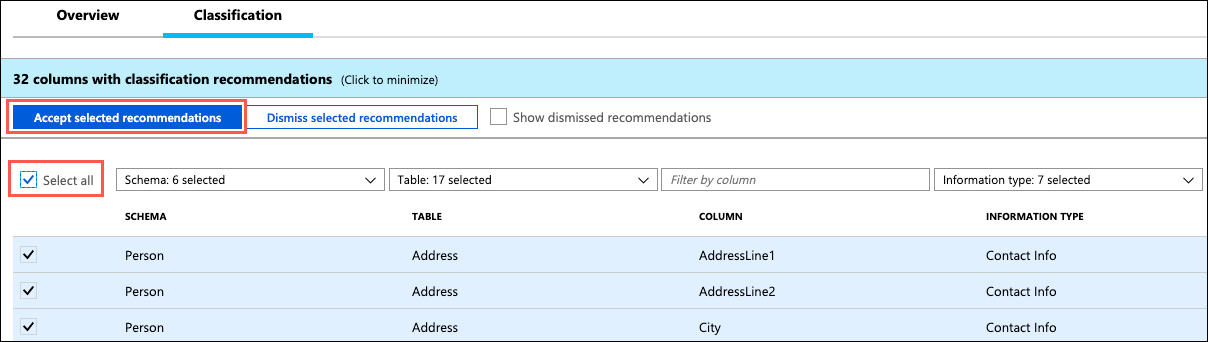 Overview Classification
32 columns with classification recommendations (Click to minimize)
Accept selected recommendations Dismiss selected recommendations Show dismissed recommendations
Select all Schema: 6 selected Table: 17 selected Filter by column Information type: 7 selected
SCHEMA TABLE COLUMN INFORMATION TYPE
Person Address AddressLine1 Contact Info
Person Address AddressLine2 Contact Info
Person Address City Contact Info